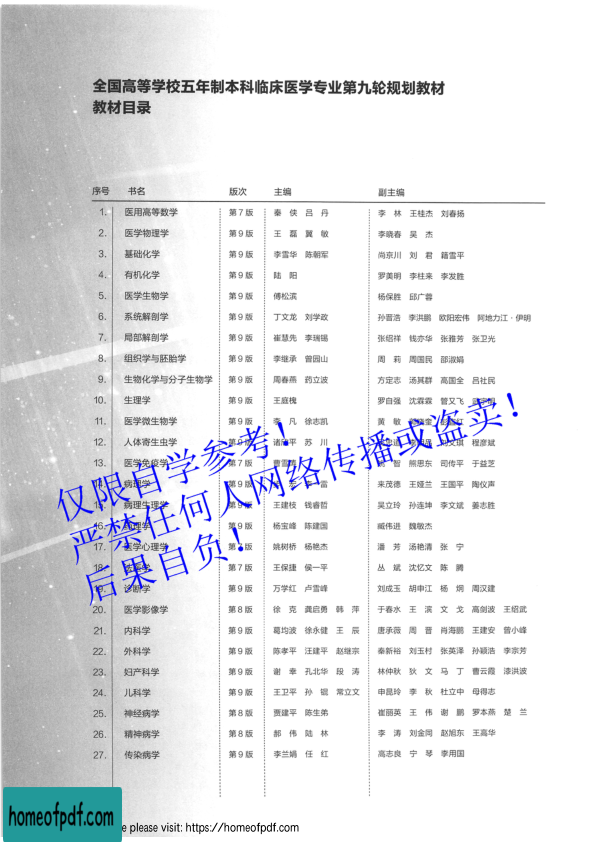 全国高等学校五年制本科临床医学专业第九轮规划教材
教材目录
序号 书名 版次 主编 副主编
1. 医用高等数学 第7版 秦 侠 吕 丹 李 林 王桂杰 刘春扬
2. 医学物理学 第9版 王 磊 冀 敏 李晓春 吴 杰
3. 基础化学 第9版 李雪华 陈朝军 尚京川 刘 君 籍雪平
4. 有机化学 第9版 陆 阳 罗美明 李柱来 李发胜
5. 医学生物学 第9版 傅松滨 杨保胜 邱广蓉
6. 系统解剖学 第9版 丁文龙 刘学政 孙晋浩 李洪鹏 欧阳宏伟 阿地力江·伊明
7. 局部解剖学 第9版 崔慧先 李瑞锡 张绍祥 钱亦华 张雅芳 张卫光
8. 组织学与胚胎学 第9版 李继承 曾园山 周 莉 周国民 邵淑娟
9. 生物化学与分子生物学 第9版 周春燕 药立波 方定志 汤其群 高国全 吕社民
10. 生理学 第9版 王庭槐 罗自强 沈霖霖 管又飞
11. 医学微生物学 第9版 李 凡 徐志凯 黄 敏
12. 人体寄生虫学 第9版 平 苏 川 程彦斌
13. 医学免疫学 第7版 曹雪 智 熊思东 司传平 于益芝
14. 病理学 第9版 来茂德 王娅兰 王国平 陶仪声
15. 病理生理学 第9版 王建枝 钱睿哲 吴立玲 孙连坤 李文斌 姜志胜
16. 理学 第9版 杨宝峰 陈建国 臧伟进 魏敏杰
17. 医学心理学 第 版 姚树桥 杨艳杰 潘 芳 汤艳清 张 宁
18. 学 第7版 王保捷 侯一平 丛 斌 沈忆文 陈 腾
19. 诊断学 第9版 万学红 卢雪峰 刘成玉 胡申江 杨 炯 周汉建
20. 医学影像学 第8版 徐 克 龚启勇 韩 萍 于春水 王 滨 文 戈 高剑波 王绍武
21. 内科学 第9版 葛均波 徐永健 王 辰 唐承薇 周 晋 肖海鹏 王建安 曾小峰
22. 外科学 第9版 陈孝平 汪建平 赵继宗 秦新裕 刘玉村 张英泽 孙颖浩 李宗芳
23. 妇产科学 第9版 谢 幸 孔北华 段 涛 林仲秋 狄 文 马 丁 曹云霞 漆洪波
24. 儿科学 第9版 王卫平 孙 锟 常立文 申昆玲 李 秋 杜立中 母得志
25. 神经病学 第8版 贾建平 陈生弟 崔丽英 王 伟 谢 鹏 罗本燕 楚 兰
26. 精神病学 第8版 郝 伟 陆 林 李 涛 刘金同 赵旭东 王高华
27. 传染病学 第9版 李兰娟 任 红 高志良 宁 琴 李用国
仅限自学参考！
严禁任何人网络传播或盗卖！
后果自负！
homeofpdf.com
e please visit: https://homeofpdf.com